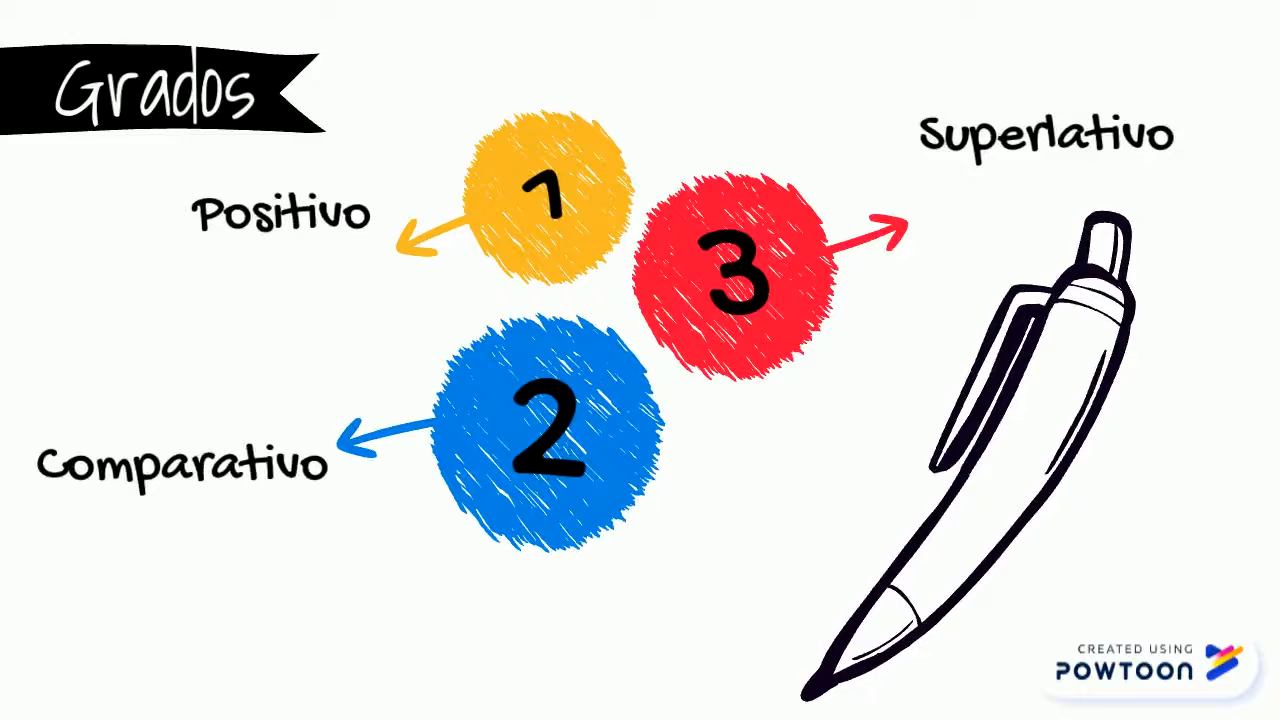 Grados
Positivo
1
Superlativo
3
2
Comparativo
CREATED USING
POWTOON